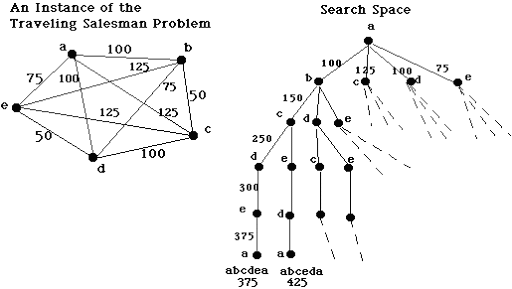 An Instance of the
Traveling Salesman Problem
a
100
b
75
100
125
75
50
e
125
125
c
50
d
100
Search Space
a
100
125
100
75
b
c
d
e
150
c
d
e
250
d
e
c
e
300
e
d
375
a
a
abcdea
375
abceda
425